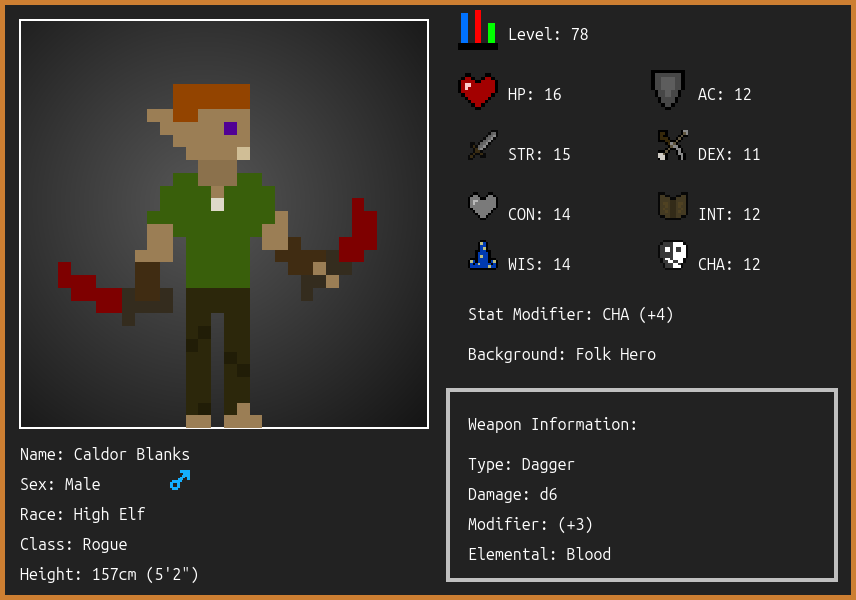 Level: 78
HP: 16
AC: 12
STR: 15
DEX: 11
CON: 14
INT: 12
WIS: 14
CHA: 12
Stat Modifier: CHA (+4)
Background: Folk Hero
Name: Caldor Blanks
Sex: Male
Race: High Elf
Class: Rogue
Height: 157cm (5'2")
Weapon Information:
Type: Dagger
Damage: d6
Modifier: (+3)
Elemental: Blood